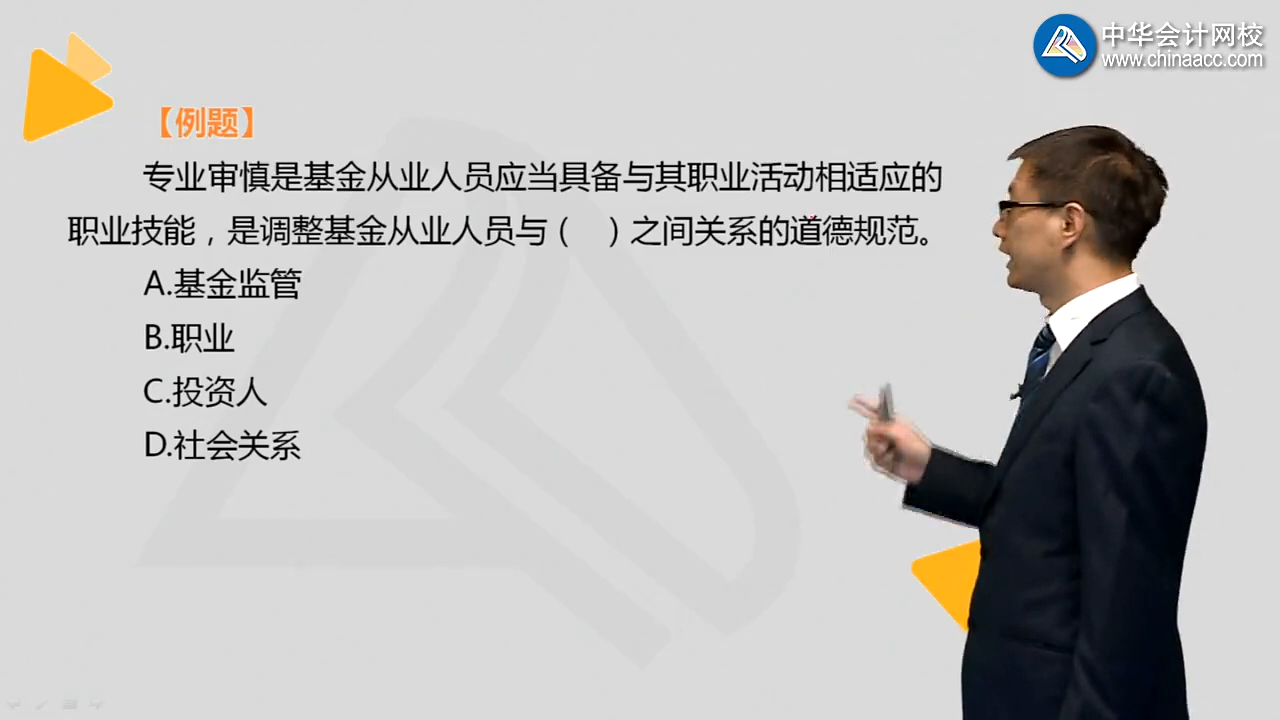 中华会计网校
www.chinaacc.com
【例题】
专业审慎是基金从业人员应当具备与其职业活动相适应的
职业技能，是调整基金从业人员与（ ）之间关系的道德规范。
A.基金监管
B.职业
C.投资人
D.社会关系